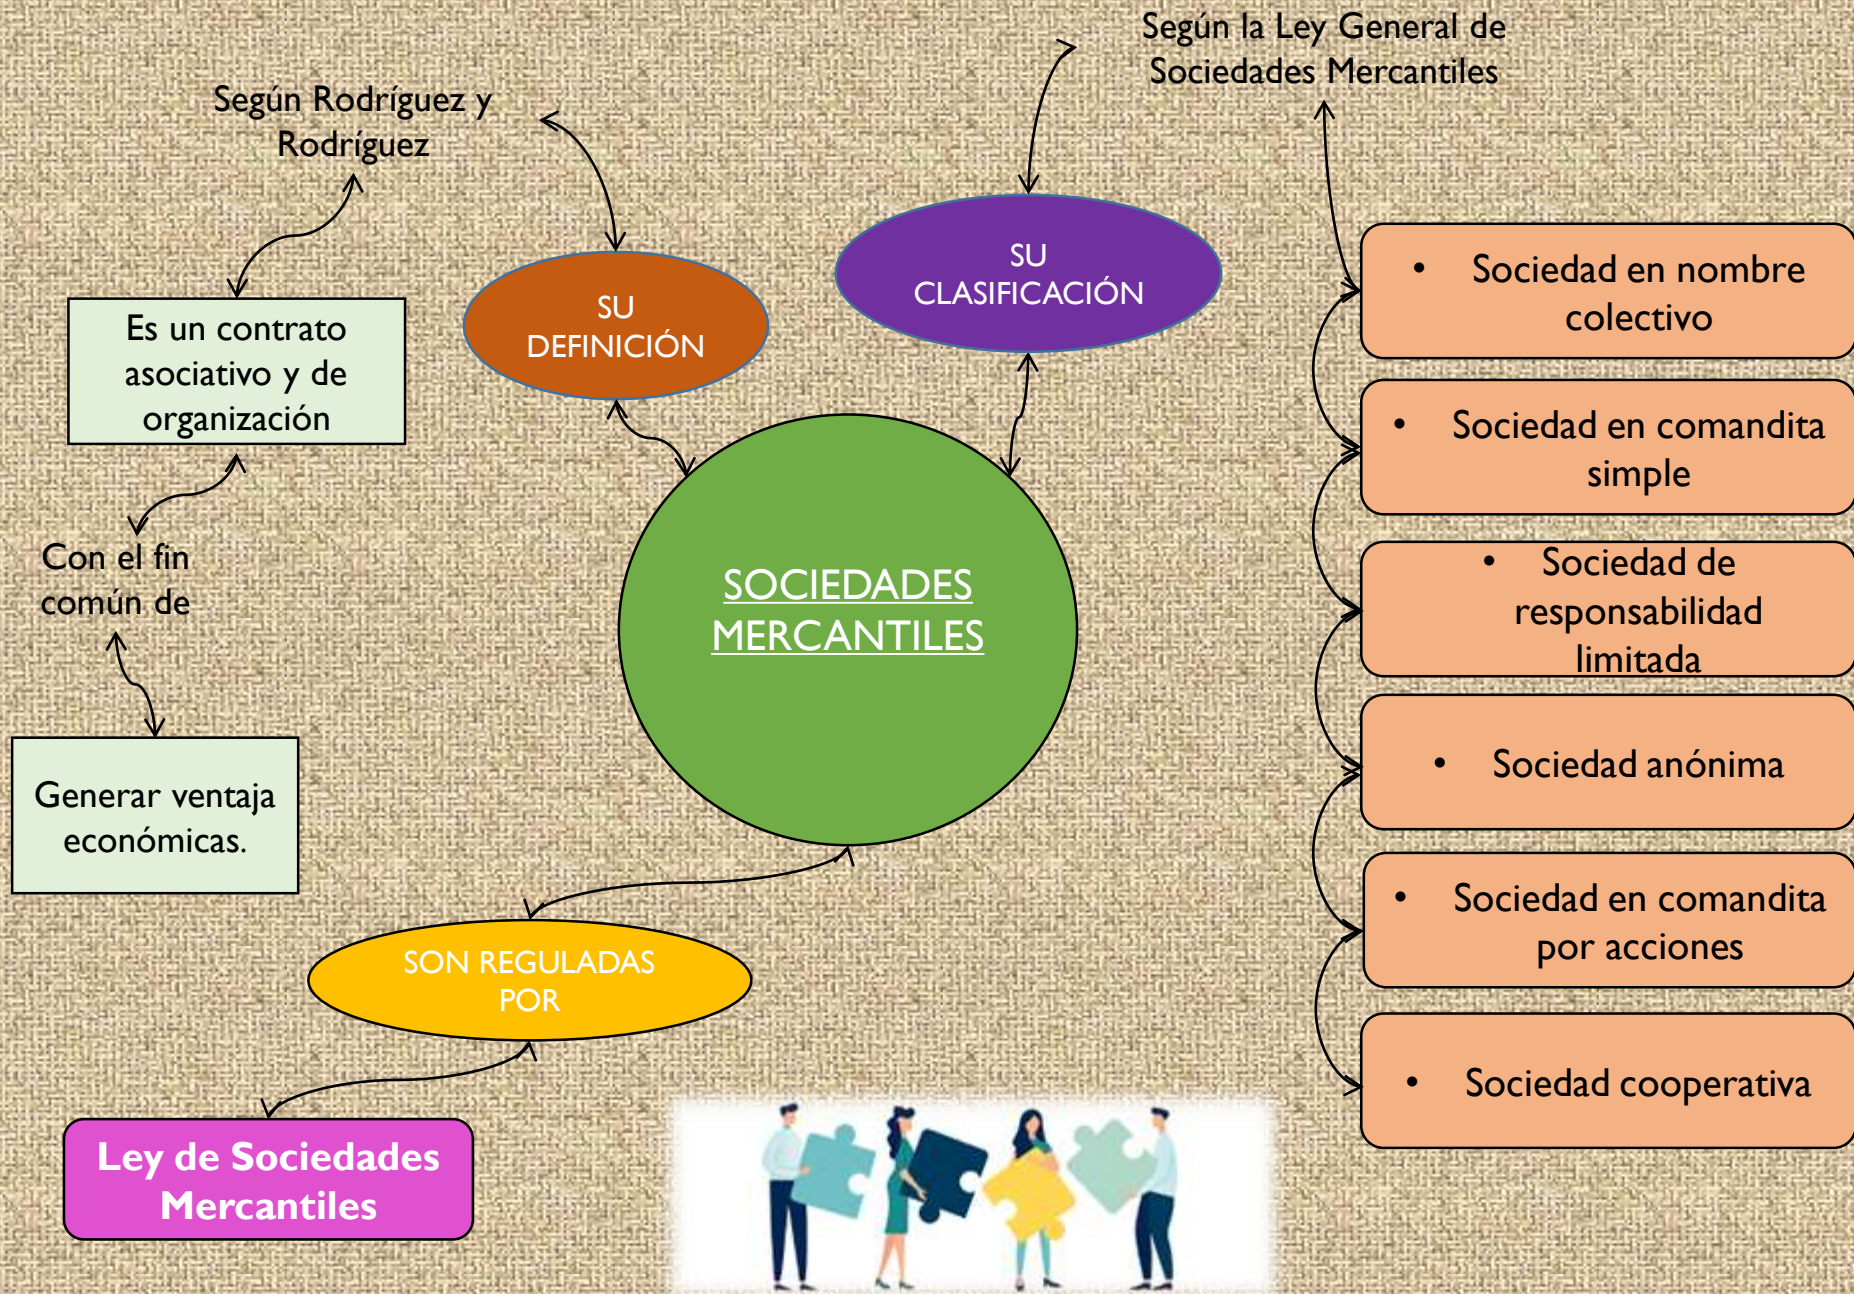 Según la Ley General de
Sociedades Mercantiles
Según Rodríguez y
Rodríguez
SU
CLASIFICACIÓN
SU
DEFINICIÓN
Es un contrato
asociativo y de
organización
Con el fin
común de
Generar ventaja
económicas.
SOCIEDADES
MERCANTILES
SON REGULADAS
POR
Ley de Sociedades
Mercantiles
• Sociedad en nombre
colectivo
• Sociedad en comandita
simple
• Sociedad de
responsabilidad
limitada
• Sociedad anónima
• Sociedad en comandita
por acciones
• Sociedad cooperativa